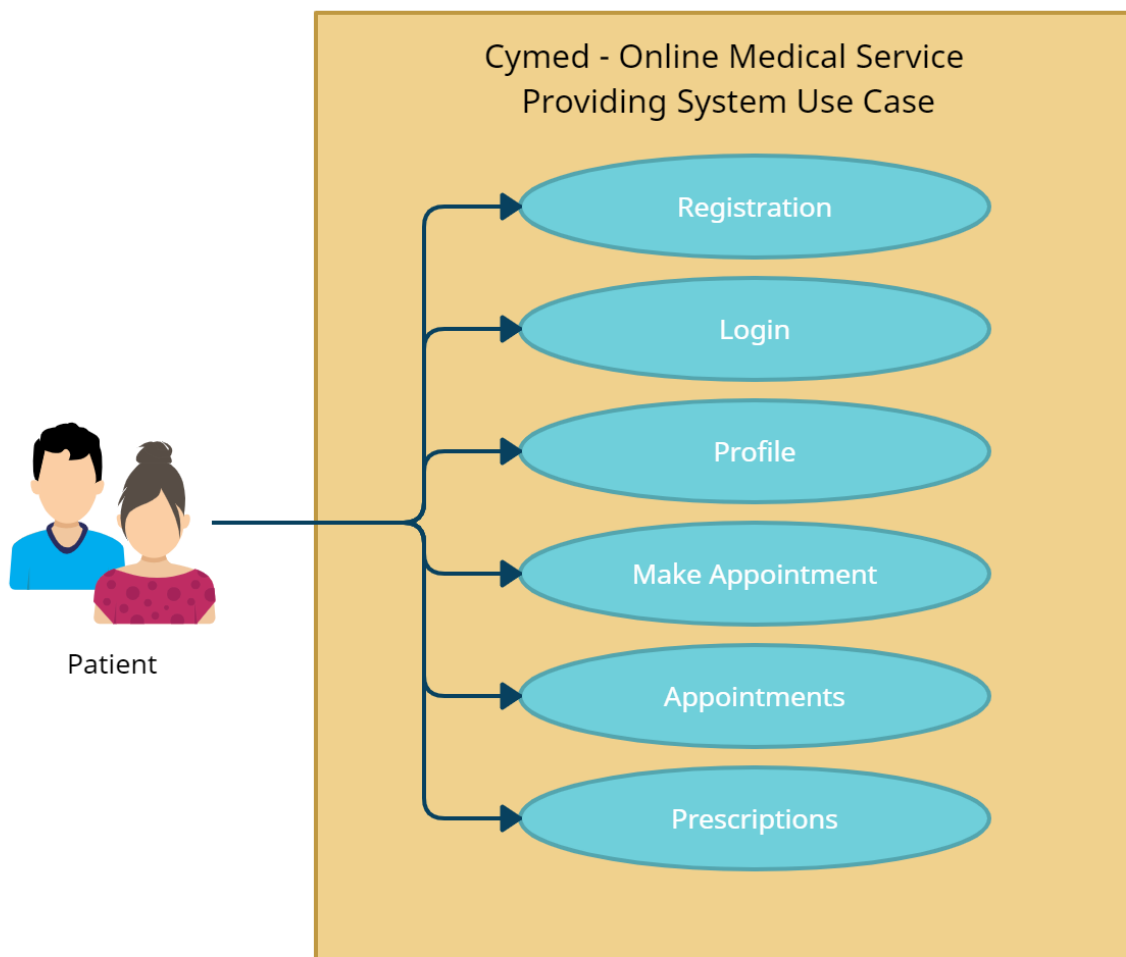 Cymed - Online Medical Service
Providing System Use Case
Registration
Login
Profile
Make Appointment
Appointments
Prescriptions
Patient